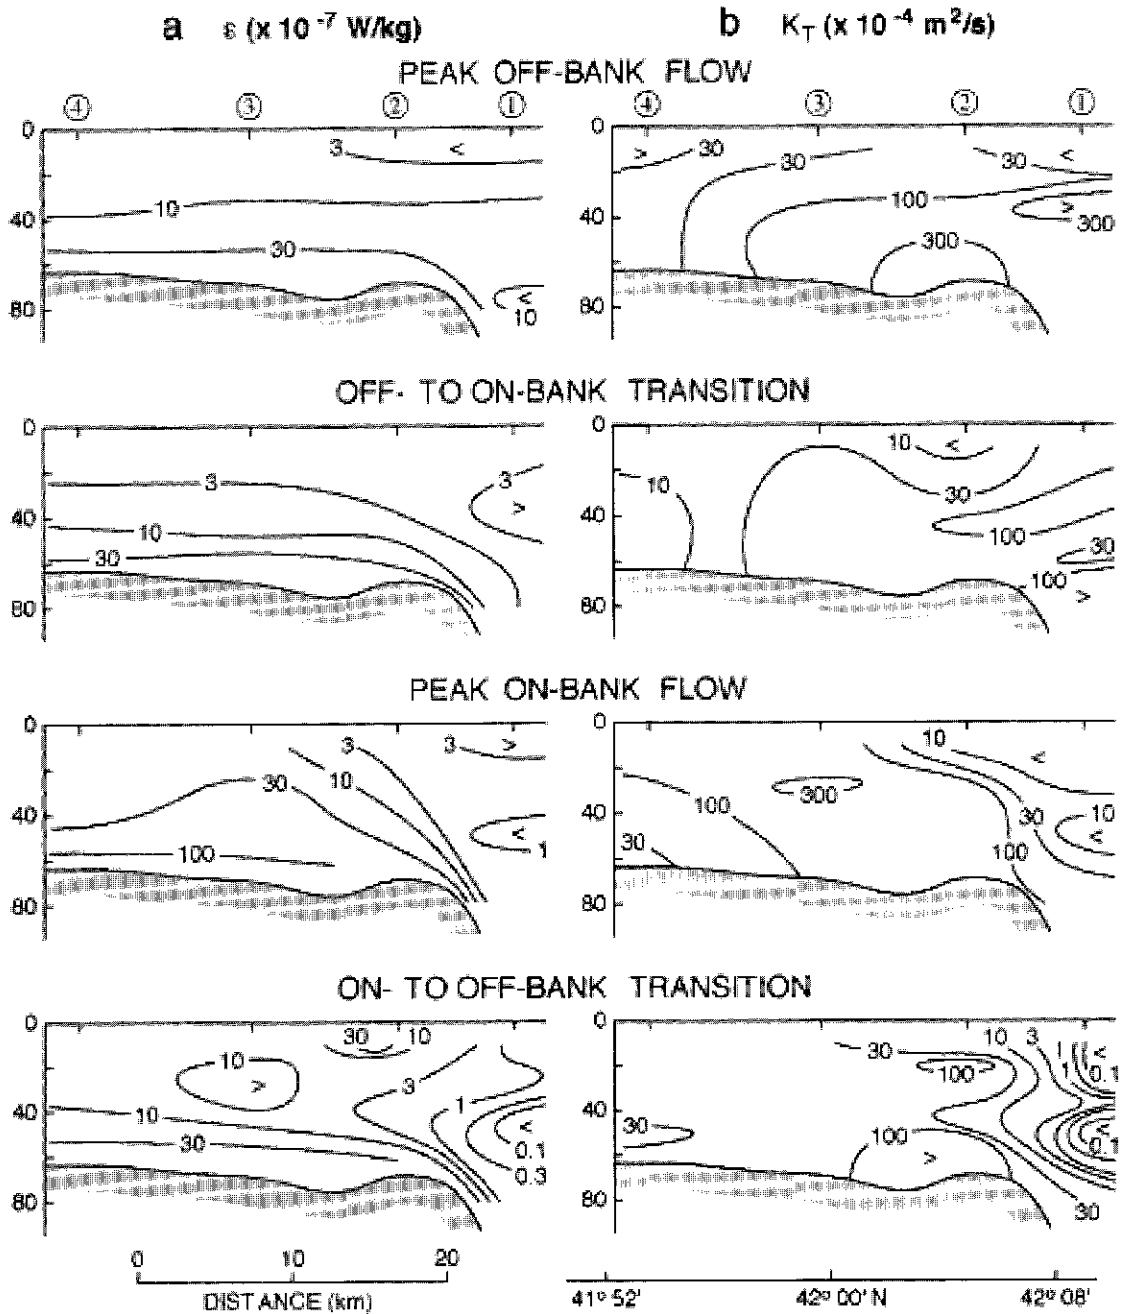 a ε (x 10 -7 W/kg) b KT (x 10 -4 m2/s)
PEAK OFF-BANK FLOW
④ ③ ② ① ④ ③ ② ①
0 3 < 0 > 30 30 30 <
40 10 40 100 > 300
30 300
80 < 10 80
OFF- TO ON-BANK TRANSITION
0 3 3 > 0 10 < 10 30
40 10 40 100 30
30 100
80 80 >
PEAK ON-BANK FLOW
0 3 3 > 0 10 <
30 10 100 300
40 < 1 40 30 10 <
100 30 100
80 80
ON- TO OFF-BANK TRANSITION
0 30 10 0 30 10 3 1 1 <
10 > 3 1 100 0.1
40 10 < 40 30 <
30 0.1 100 > 0.1
0.3
80 80 30
0 10 20
DISTANCE (km) 41º 52' 42º 00' N 42º 08'